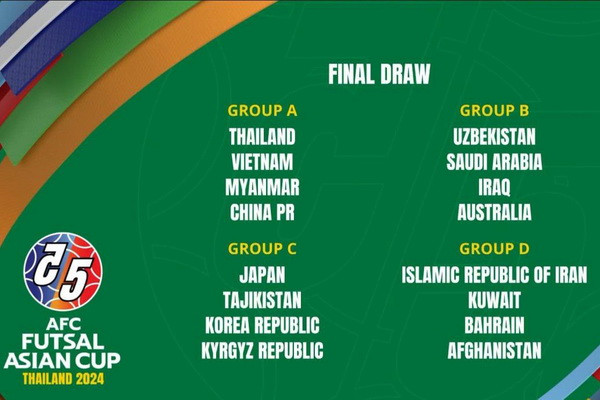 FINAL DRAW
GROUP A
THAILAND
VIETNAM
MYANMAR
CHINA PR
GROUP B
UZBEKISTAN
SAUDI ARABIA
IRAQ
AUSTRALIA
GROUP C
JAPAN
TAJIKISTAN
KOREA REPUBLIC
KYRGYZ REPUBLIC
GROUP D
ISLAMIC REPUBLIC OF IRAN
KUWAIT
BAHRAIN
AFGHANISTAN
55
AFC
FUTSAL
ASIAN CUP
THAILAND 2024